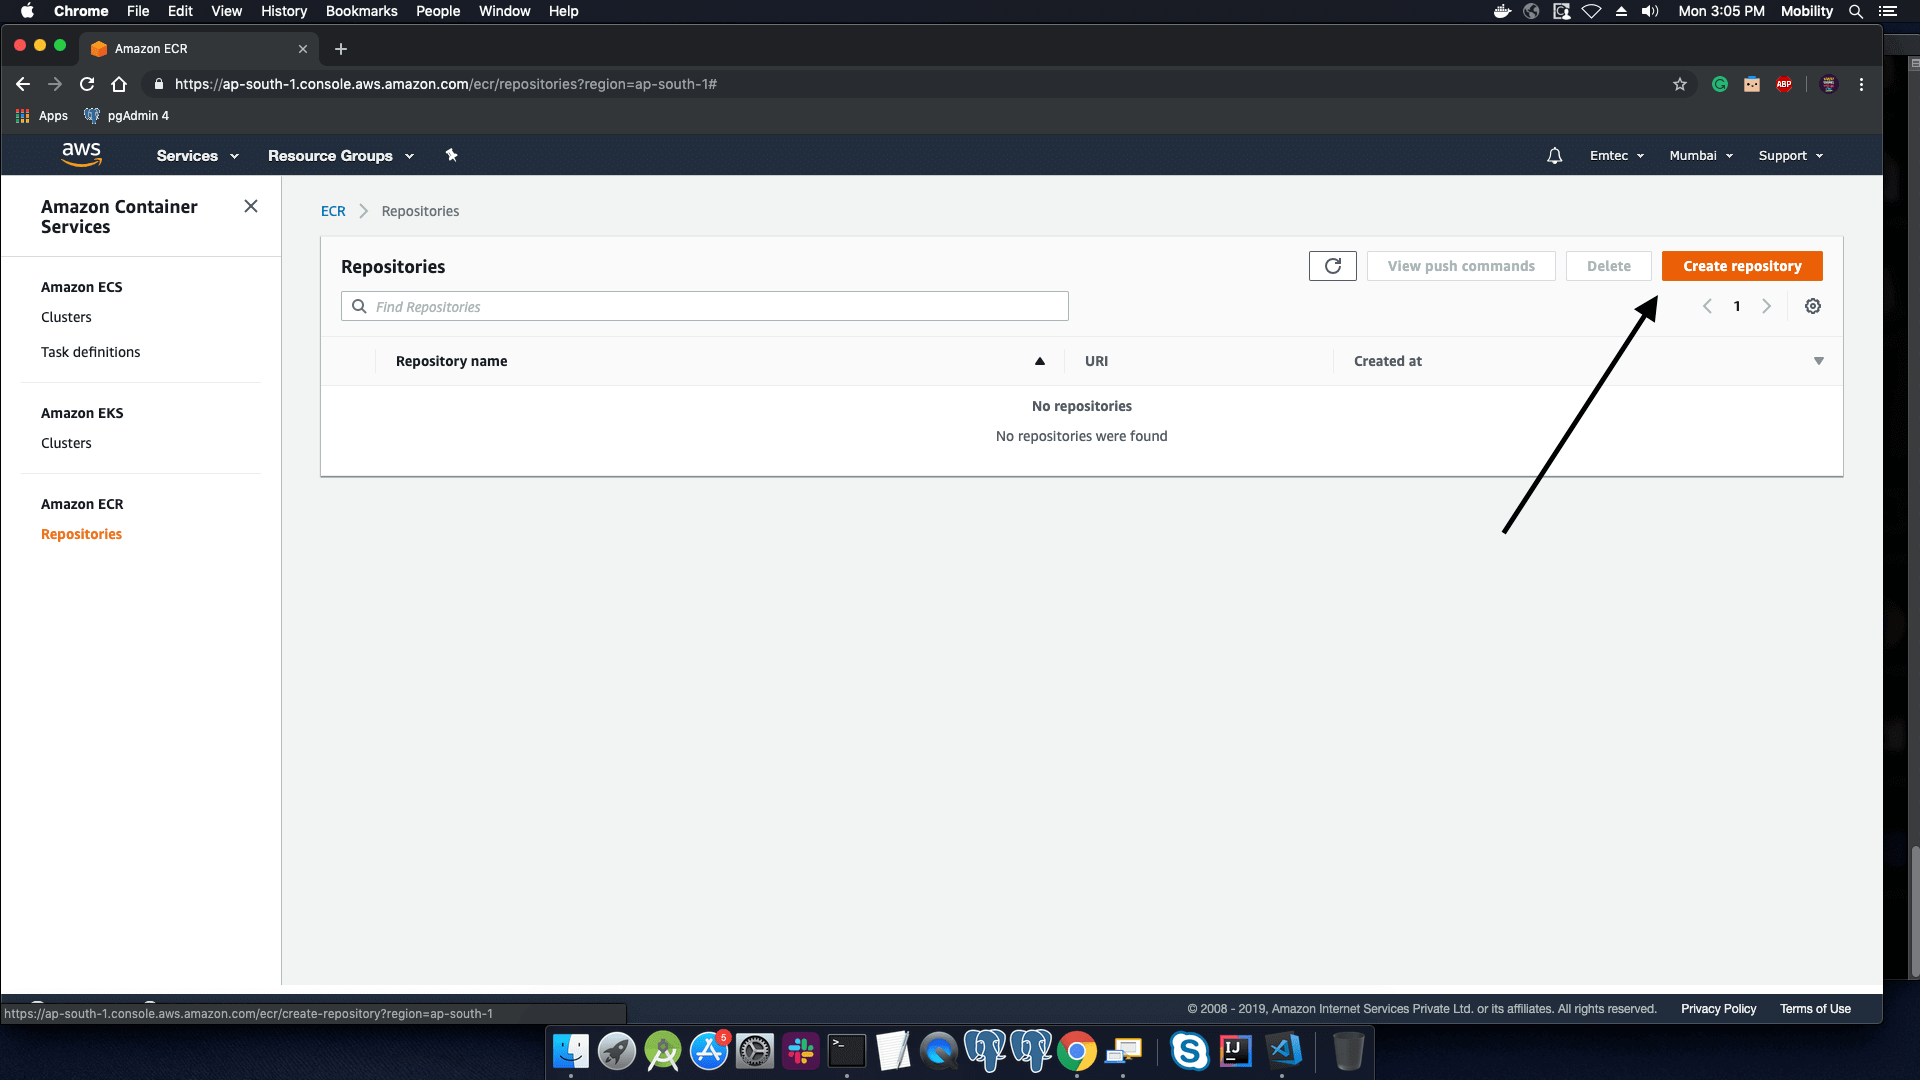 Chrome File Edit View History Bookmarks People Window Help Mon 3:05 PM Mobility
Amazon ECR
https://ap-south-1.console.aws.amazon.com/ecr/repositories?region=ap-south-1#
ABP
Apps pgAdmin 4
aws Services Resource Groups Emtec Mumbai Support
Amazon Container
Services
ECR Repositories
Repositories View push commands Delete Create repository
Find Repositories 1
Amazon ECS
Clusters
Task definitions
Repository name URI Created at
No repositories
No repositories were found
Amazon EKS
Clusters
Amazon ECR
Repositories
© 2008 - 2019, Amazon Internet Services Private Ltd. or its affiliates. All rights reserved. Privacy Policy Terms of Use
https://ap-south-1.console.aws.amazon.com/ecr/create-repository?region=ap-south-1
5
>_
IJ